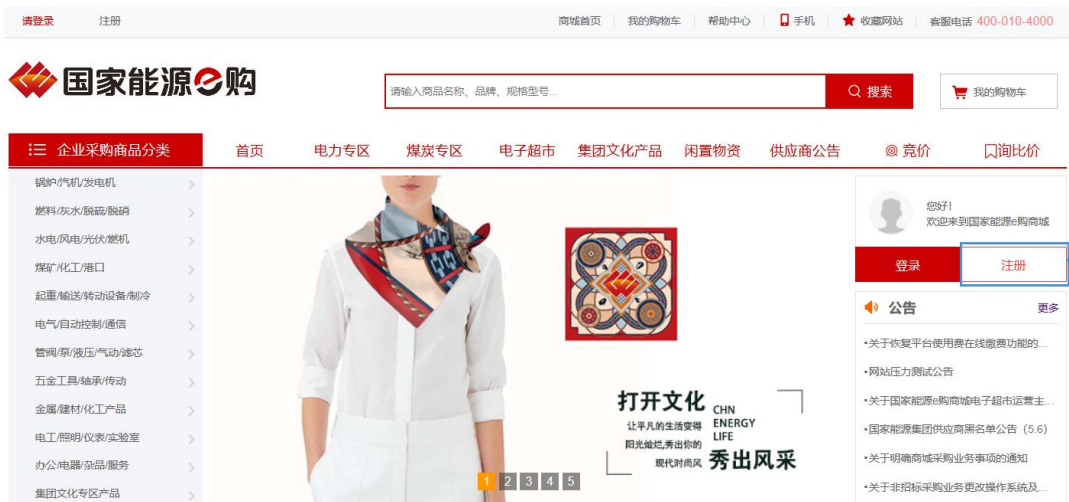 请登录 注册 商城首页 我的购物车 帮助中心 手机 收藏网站 客服电话 400-010-4000
国家能源e购
请输入商品名称、品牌、规格型号...
搜索
我的购物车
企业采购商品分类 首页 电力专区 煤炭专区 电子超市 集团文化产品 闲置物资 供应商公告 竞价 询比价
锅炉/汽机/发电机
燃料/灰水/脱硫/脱硝
水电/风电/光伏/燃机
煤矿/化工/港口
起重/输送/转动设备/制冷
电气/自动控制/通信
管阀/泵/液压/气动/滤芯
五金工具/轴承/传动
金属/建材/化工产品
电工/照明/仪表/实验室
办公/电器/杂品/服务
集团文化专区产品
打开文化
CHN
ENERGY
LIFE
让平凡的生活变得
阳光灿烂,秀出你的
现代时尚风 秀出风采
1 2 3 4 5
您好!
欢迎来到国家能源e购商城
登录 注册
公告 更多
•关于恢复平台使用费在线缴费功能的...
•网站压力测试公告
•关于国家能源e购商城电子超市运营主...
•国家能源集团供应商黑名单公告（5.6）
•关于明确商城采购业务事项的通知
•关于非招标采购业务更改操作系统及...